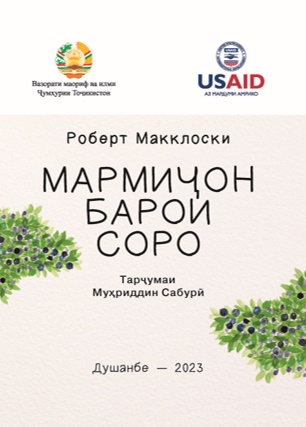 Вазорати маориф ва илми
Ҷумҳурии Тоҷикистон
USAID
АЗ МАРДУМИ АМРИКО
Роберт Макклоски
МАРМИҶОН
БАРОИ
СОРО
Тарҷумаи
Муҳриддин Сабурӣ
Душанбе — 2023